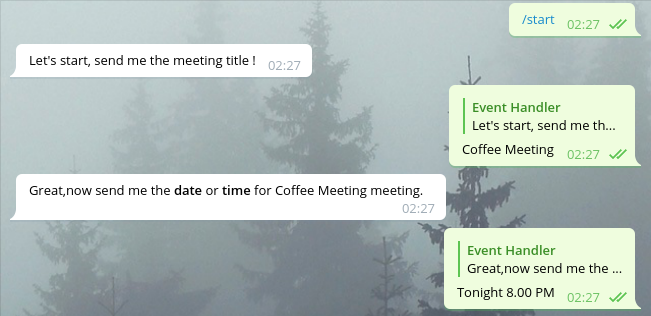 /start 02:27
Let's start, send me the meeting title ! 02:27
Event Handler
Let's start, send me th...
Coffee Meeting 02:27
Great,now send me the date or time for Coffee Meeting meeting.
02:27
Event Handler
Great,now send me the ...
Tonight 8.00 PM 02:27